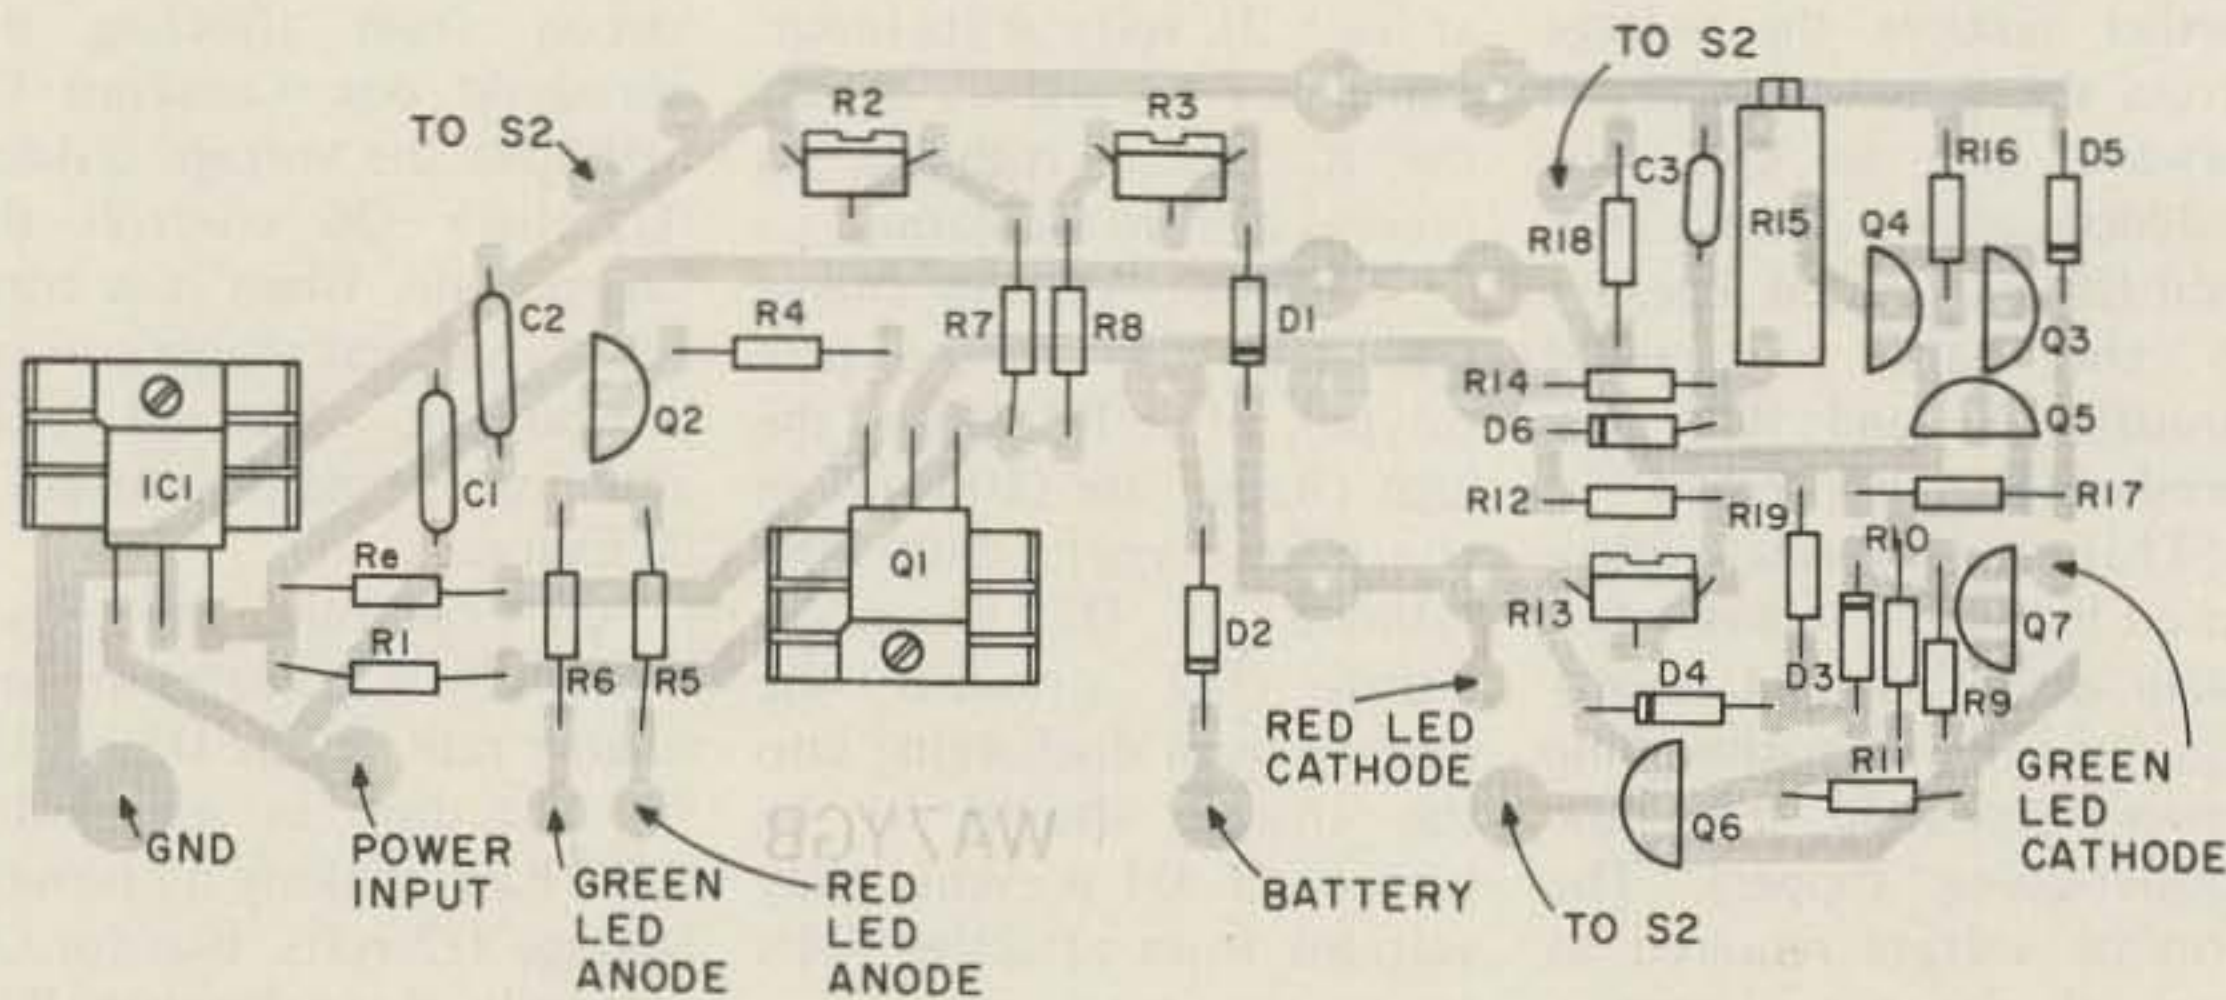 TO S2
R2
R3
TO S2
C3
R16
D5
R18
R15
Q4
C2
R4
R7
R8
D1
Q3
Q2
R14
D6
Q5
IC1
C1
R12
R19
R17
Re
Q1
R10
R1
R13
D2
Q7
R6
R5
D4
D3
R9
RED LED
CATHODE
R11
GREEN
LED
CATHODE
Q6
WA7YGB
GND
POWER
INPUT
GREEN
LED
ANODE
RED
LED
ANODE
BATTERY
TO S2